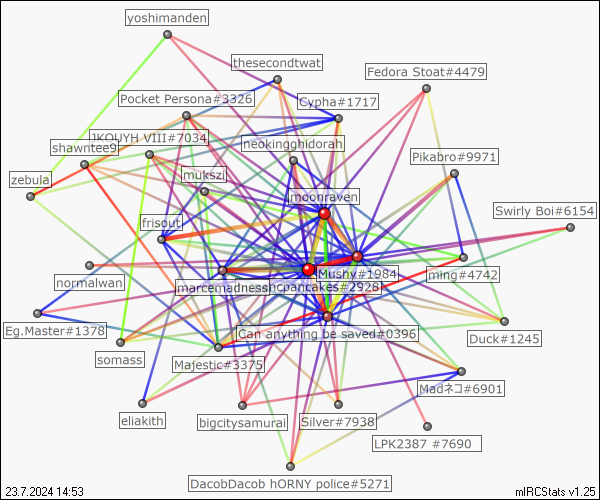 yoshimanden
thesecondtwat
Fedora Stoat#4479
Pocket Persona#3326
Cypha#1717
JKOUYH VIII#7034
neokingghidorah
shawntee9
Pikabro#9971
mukszi
zebula
moonraven
Swirly Boi#6154
frisout
Mushy#1984
ming#4742
normalwan
marcemadness
hcpancakes#2928
Eg.Master#1378
Can anything be saved#0396
Duck#1245
somass
Majestic#3375
Madネコ#6901
eliakith
bigcitysamurai
Silver#7938
LPK2387 #7690
DacobDacob hORNY police#5271
23.7.2024 14:53
mIRCStats v1.25